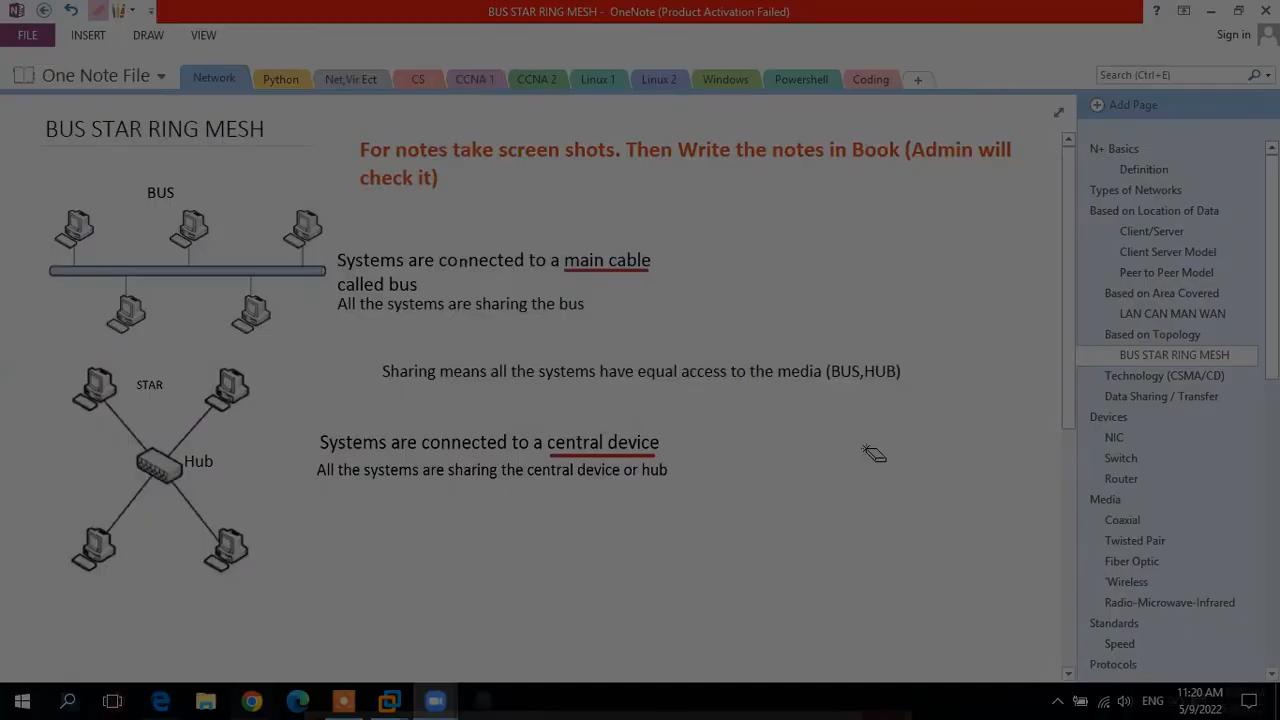 BUS STAR RING MESH - OneNote (Product Activation Failed)
FILE INSERT DRAW VIEW Sign in
One Note File Network Python Net,Vir Ect CS CCNA 1 CCNA 2 Linux 1 Linux 2 Windows Powershell Coding Search (Ctrl+E)
Add Page
BUS STAR RING MESH
For notes take screen shots. Then Write the notes in Book (Admin will
check it)
BUS
Systems are connected to a main cable
called bus
All the systems are sharing the bus
STAR
Sharing means all the systems have equal access to the media (BUS,HUB)
Hub
Systems are connected to a central device
All the systems are sharing the central device or hub
N+ Basics
Definition
Types of Networks
Based on Location of Data
Client/Server
Client Server Model
Peer to Peer Model
Based on Area Covered
LAN CAN MAN WAN
Based on Topology
BUS STAR RING MESH
Technology (CSMA/CD)
Data Sharing / Transfer
Devices
NIC
Switch
Router
Media
Coaxial
Twisted Pair
Fiber Optic
'Wireless
Radio-Microwave-Infrared
Standards
Speed
Protocols
ENG
11:20 AM
5/9/2022